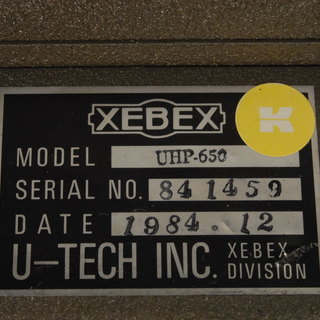 XEBEX
K
MODEL UHP-650
SERIAL NO. 841459
DATE 1984.12
U-TECH INC. XEBEX DIVISION